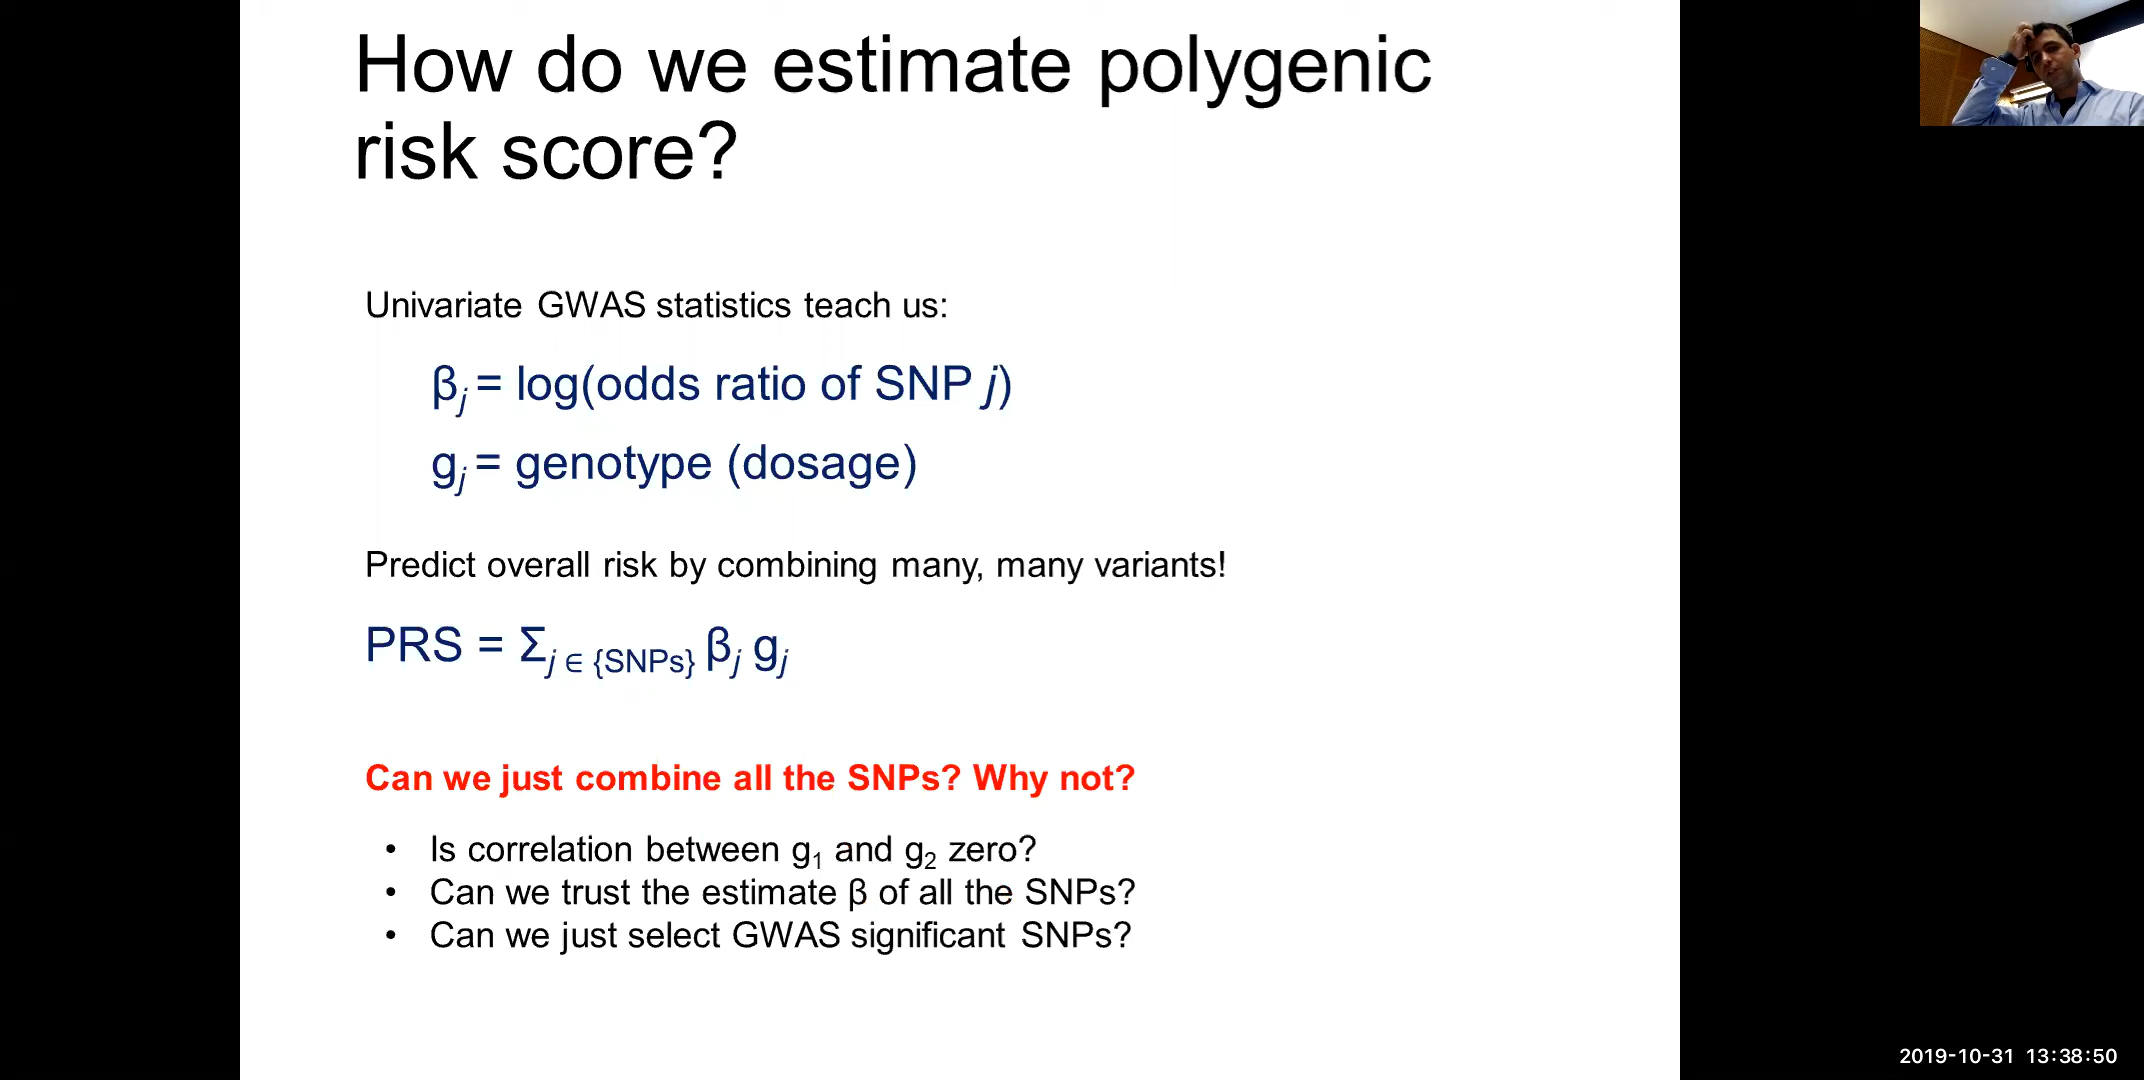 How do we estimate polygenic
risk score?
Univariate GWAS statistics teach us:
βj = log(odds ratio of SNP j)
gj = genotype (dosage)
Predict overall risk by combining many, many variants!
PRS = Σj ∈ {SNPs} βj gj
Can we just combine all the SNPs? Why not?
• Is correlation between g1 and g2 zero?
• Can we trust the estimate β of all the SNPs?
• Can we just select GWAS significant SNPs?
2019-10-31 13:38:50